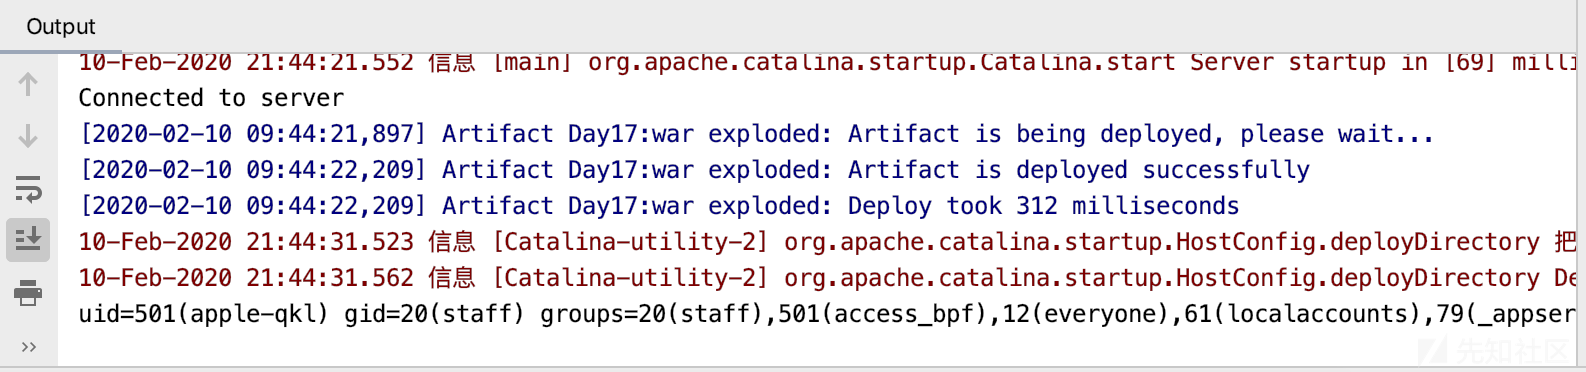 Output
10-Feb-2020 21:44:21.552 信息 [main] org.apache.catalina.startup.Catalina.start Server startup in [69] milli
Connected to server
[2020-02-10 09:44:21,897] Artifact Day17:war exploded: Artifact is being deployed, please wait...
[2020-02-10 09:44:22,209] Artifact Day17:war exploded: Artifact is deployed successfully
[2020-02-10 09:44:22,209] Artifact Day17:war exploded: Deploy took 312 milliseconds
10-Feb-2020 21:44:31.523 信息 [Catalina-utility-2] org.apache.catalina.startup.HostConfig.deployDirectory 把
10-Feb-2020 21:44:31.562 信息 [Catalina-utility-2] org.apache.catalina.startup.HostConfig.deployDirectory De
uid=501(apple-qkl) gid=20(staff) groups=20(staff),501(access_bpf),12(everyone),61(localaccounts),79(_appser
先知社区